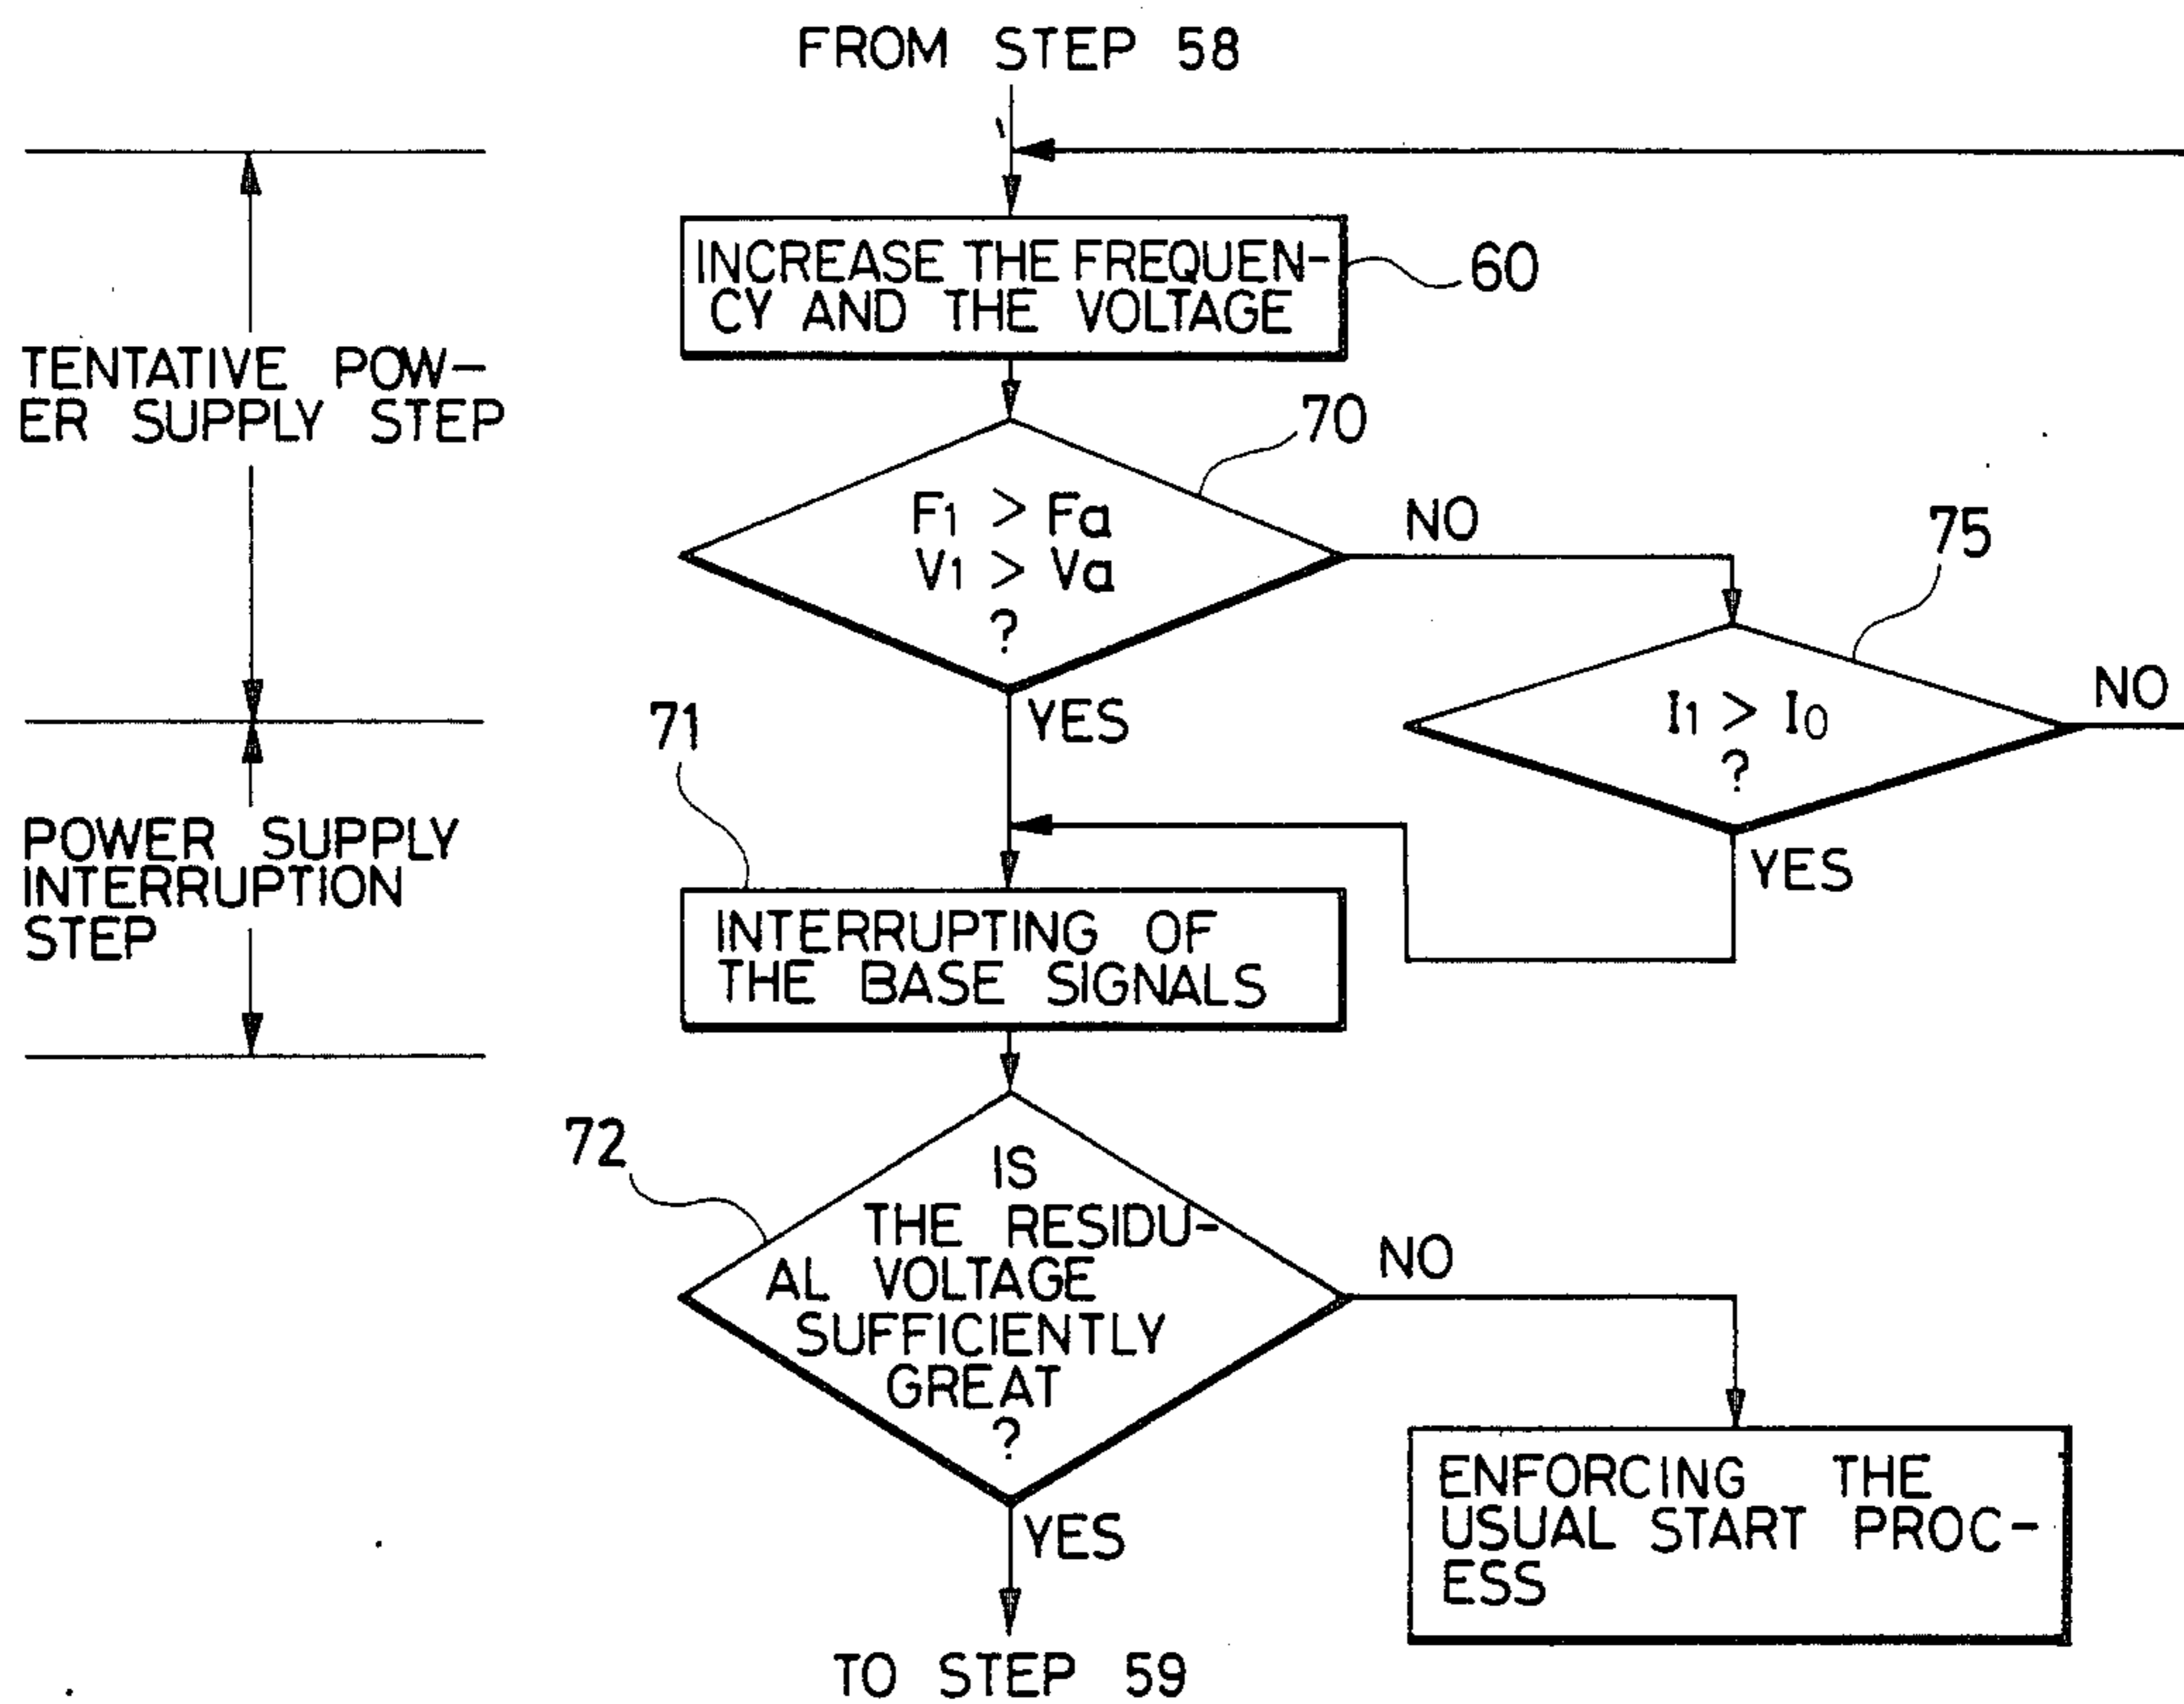 FROM STEP 58
INCREASE THE FREQUEN-
CY AND THE VOLTAGE
60
TENTATIVE POW-
ER SUPPLY STEP
70
F1 > Fa
V1 > Va
?
NO
75
I1 > I0
?
NO
YES
YES
71
POWER SUPPLY
INTERRUPTION
STEP
INTERRUPTING OF
THE BASE SIGNALS
72
IS
THE RESIDU-
AL VOLTAGE
SUFFICIENTLY
GREAT
?
NO
YES
ENFORCING THE
USUAL START PROC-
ESS
TO STEP 59